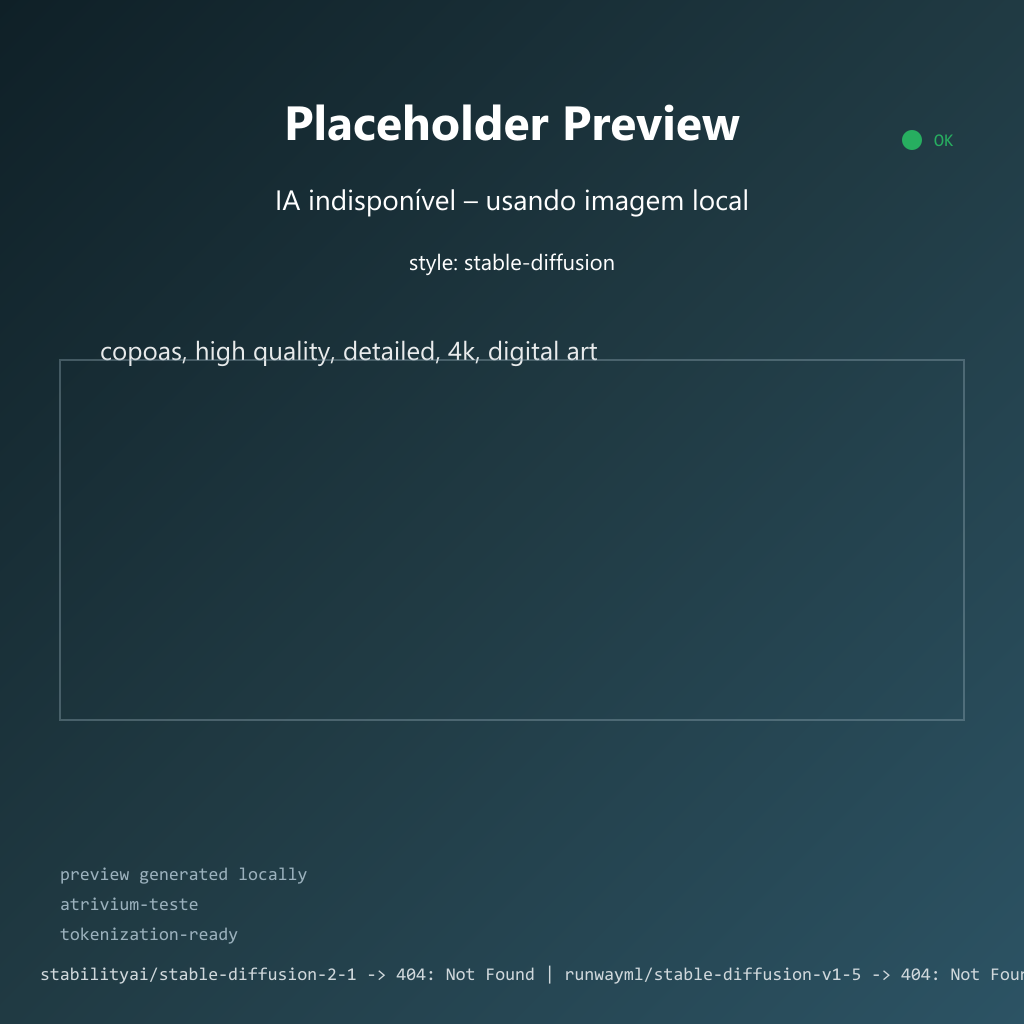 Placeholder Preview
OK
IA indisponível – usando imagem local
style: stable-diffusion
copoas, high quality, detailed, 4k, digital art
preview generated locally
atrivium-teste
tokenization-ready
stabilityai/stable-diffusion-2-1 -> 404: Not Found | runwayml/stable-diffusion-v1-5 -> 404: Not